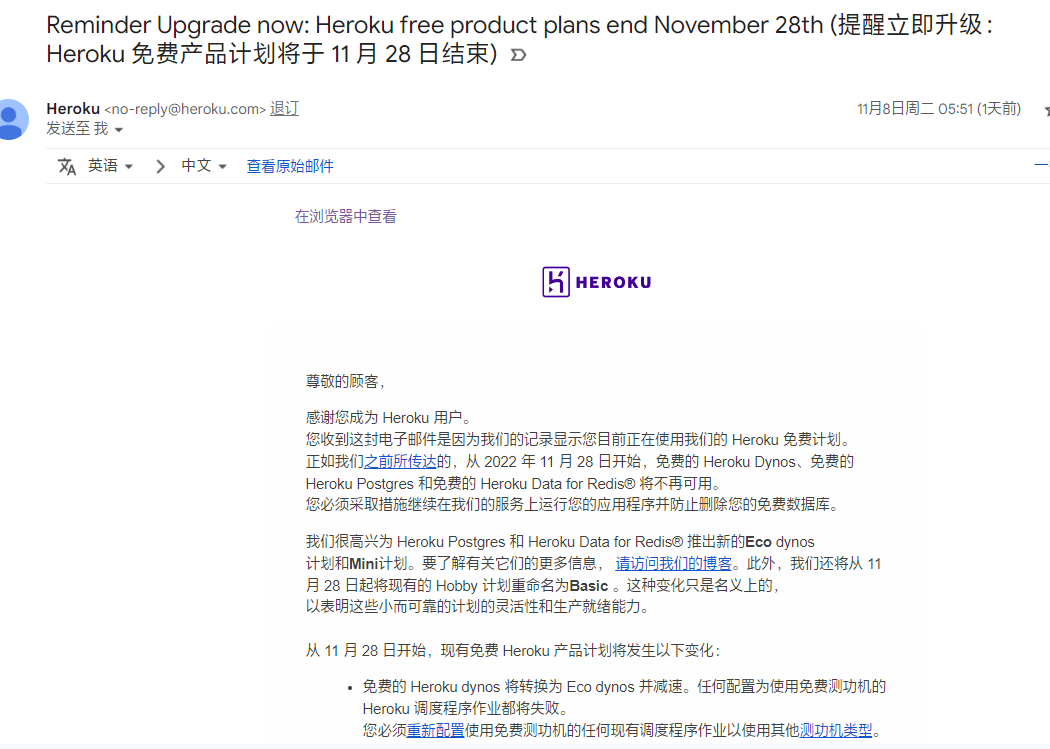 Reminder Upgrade now: Heroku free product plans end November 28th (提醒立即升级：
Heroku 免费产品计划将于 11 月 28 日结束)
Heroku <no-reply@heroku.com> 退订
11月8日周二 05:51 (1天前)
发送至 我
英语
中文
查看原始邮件
在浏览器中查看
HEROKU
尊敬的顾客，
感谢您成为 Heroku 用户。
您收到这封电子邮件是因为我们的记录显示您目前正在使用我们的 Heroku 免费计划。
正如我们之前所传达的，从 2022 年 11 月 28 日开始，免费的 Heroku Dynos、免费的
Heroku Postgres 和免费的 Heroku Data for Redis® 将不再可用。
您必须采取措施继续在我们的服务上运行您的应用程序并防止删除您的免费数据库。
我们很高兴为 Heroku Postgres 和 Heroku Data for Redis® 推出新的Eco dynos
计划和Mini计划。要了解有关它们的更多信息， 请访问我们的博客。此外，我们还将从 11
月 28 日起将现有的 Hobby 计划重命名为Basic 。这种变化只是名义上的，
以表明这些小而可靠的计划的灵活性和生产就绪能力。
从 11 月 28 日开始，现有免费 Heroku 产品计划将发生以下变化：
• 免费的 Heroku dynos 将转换为 Eco dynos 并减速。任何配置为使用免费测功机的
Heroku 调度程序作业都将失败。
您必须重新配置使用免费测功机的任何现有调度程序作业以使用其他测功机类型。